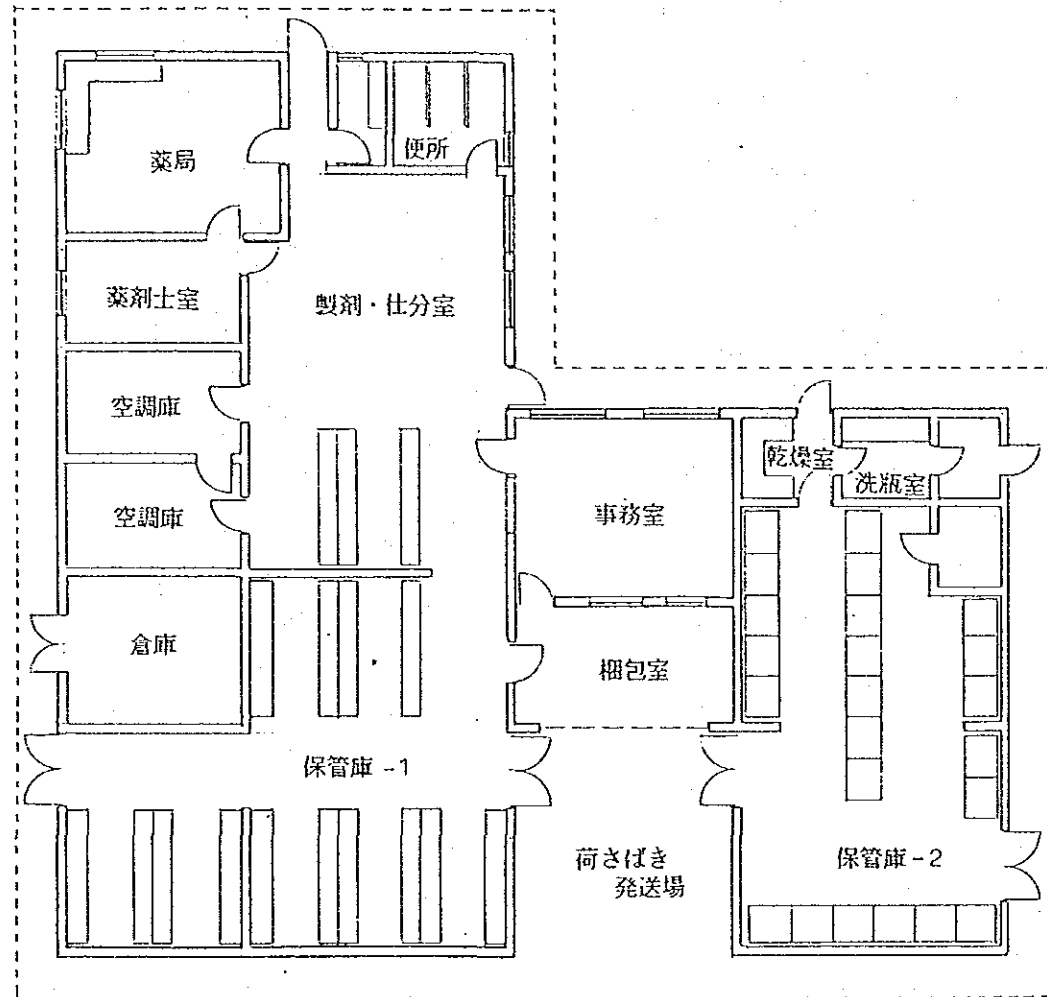 便所
薬局
薬剤士室
製剤・仕分室
空調庫
乾燥室
洗瓶室
空調庫
事務室
倉庫
梱包室
保管庫-1
荷さばき
発送場
保管庫-2